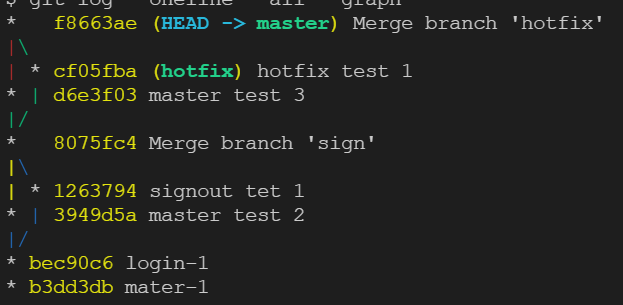 $ git log --oneline --all --graph
*   f8663ae (HEAD -> master) Merge branch 'hotfix'
|\
| * cf05fba (hotfix) hotfix test 1
* | d6e3f03 master test 3
|/
*   8075fc4 Merge branch 'sign'
|\
| * 1263794 signout tet 1
* | 3949d5a master test 2
|/
* bec90c6 login-1
* b3dd3db mater-1